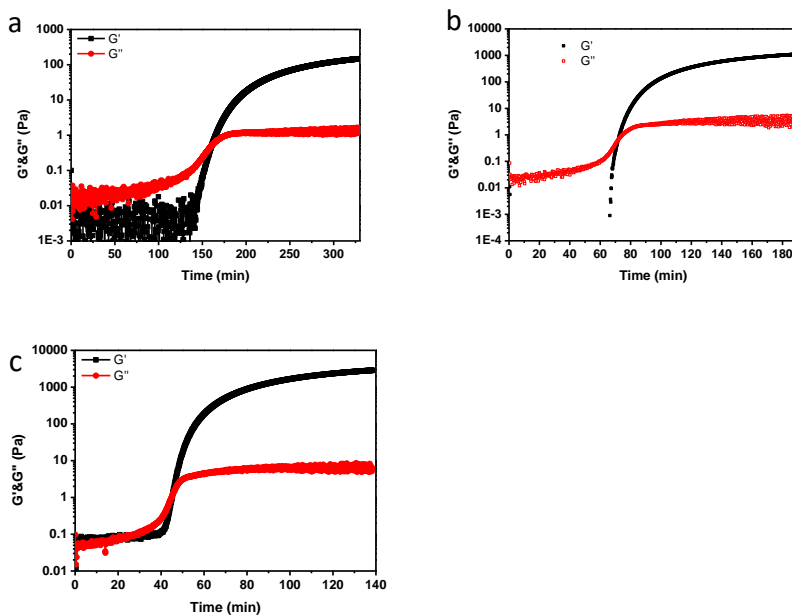 a
G'
G''
1000
100
10
1
0.1
0.01
1E-3
G'&G'' (Pa)
0 50 100 150 200 250 300
Time (min)
b
G'
G''
10000
1000
100
10
1
0.1
0.01
1E-3
1E-4
G'&G'' (Pa)
0 20 40 60 80 100 120 140 160 180
Time (min)
c
G'
G''
10000
1000
100
10
1
0.1
0.01
G'&G'' (Pa)
0 20 40 60 80 100 120 140
Time (min)